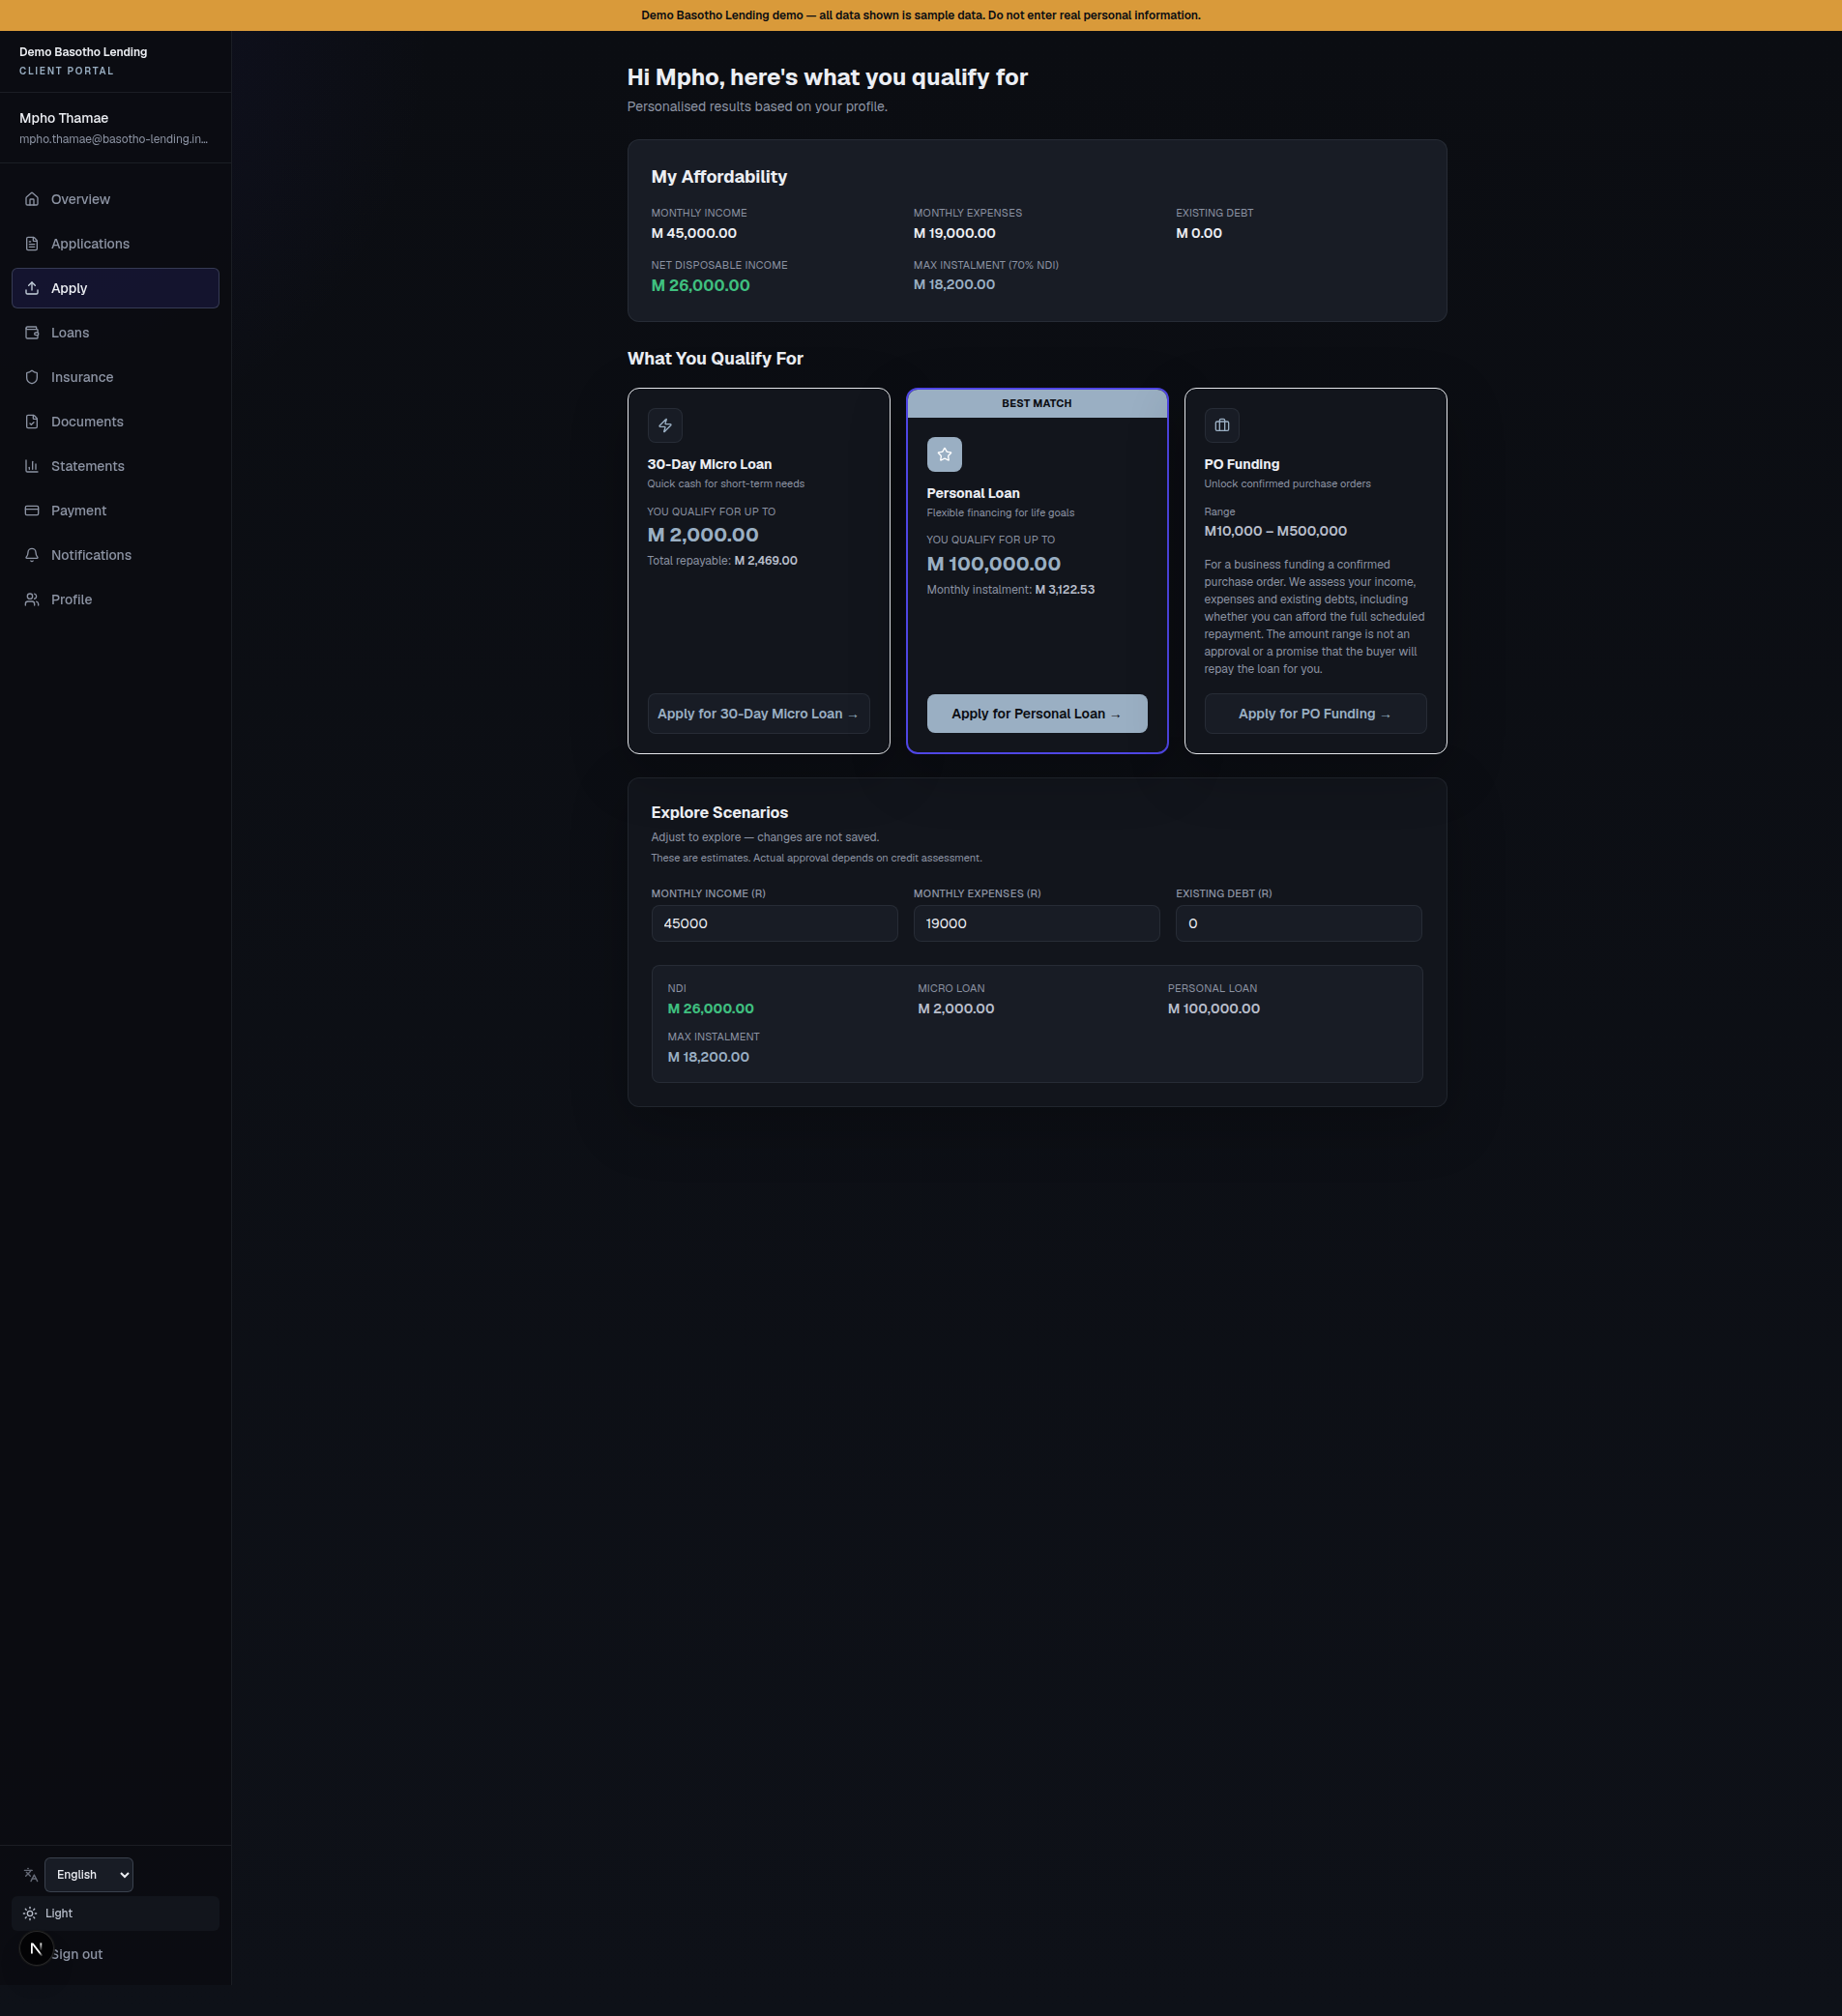 Demo Basotho Lending demo — all data shown is sample data. Do not enter real personal information.
Demo Basotho Lending
CLIENT PORTAL
Mpho Thamae
mpho.thamae@basotho-lending.in...
Overview
Applications
Apply
Loans
Insurance
Documents
Statements
Payment
Notifications
Profile
English
Light
Sign out
Hi Mpho, here's what you qualify for
Personalised results based on your profile.
My Affordability
MONTHLY INCOME
M 45,000.00
MONTHLY EXPENSES
M 19,000.00
EXISTING DEBT
M 0.00
NET DISPOSABLE INCOME
M 26,000.00
MAX INSTALMENT (70% NDI)
M 18,200.00
What You Qualify For
30-Day Micro Loan
Quick cash for short-term needs
YOU QUALIFY FOR UP TO
M 2,000.00
Total repayable: M 2,469.00
Apply for 30-Day Micro Loan →
BEST MATCH
Personal Loan
Flexible financing for life goals
YOU QUALIFY FOR UP TO
M 100,000.00
Monthly instalment: M 3,122.53
Apply for Personal Loan →
PO Funding
Unlock confirmed purchase orders
Range
M10,000 – M500,000
For a business funding a confirmed
purchase order. We assess your income,
expenses and existing debts, including
whether you can afford the full scheduled
repayment. The amount range is not an
approval or a promise that the buyer will
repay the loan for you.
Apply for PO Funding →
Explore Scenarios
Adjust to explore — changes are not saved.
These are estimates. Actual approval depends on credit assessment.
MONTHLY INCOME (R)
45000
MONTHLY EXPENSES (R)
19000
EXISTING DEBT (R)
0
NDI
M 26,000.00
MICRO LOAN
M 2,000.00
PERSONAL LOAN
M 100,000.00
MAX INSTALMENT
M 18,200.00